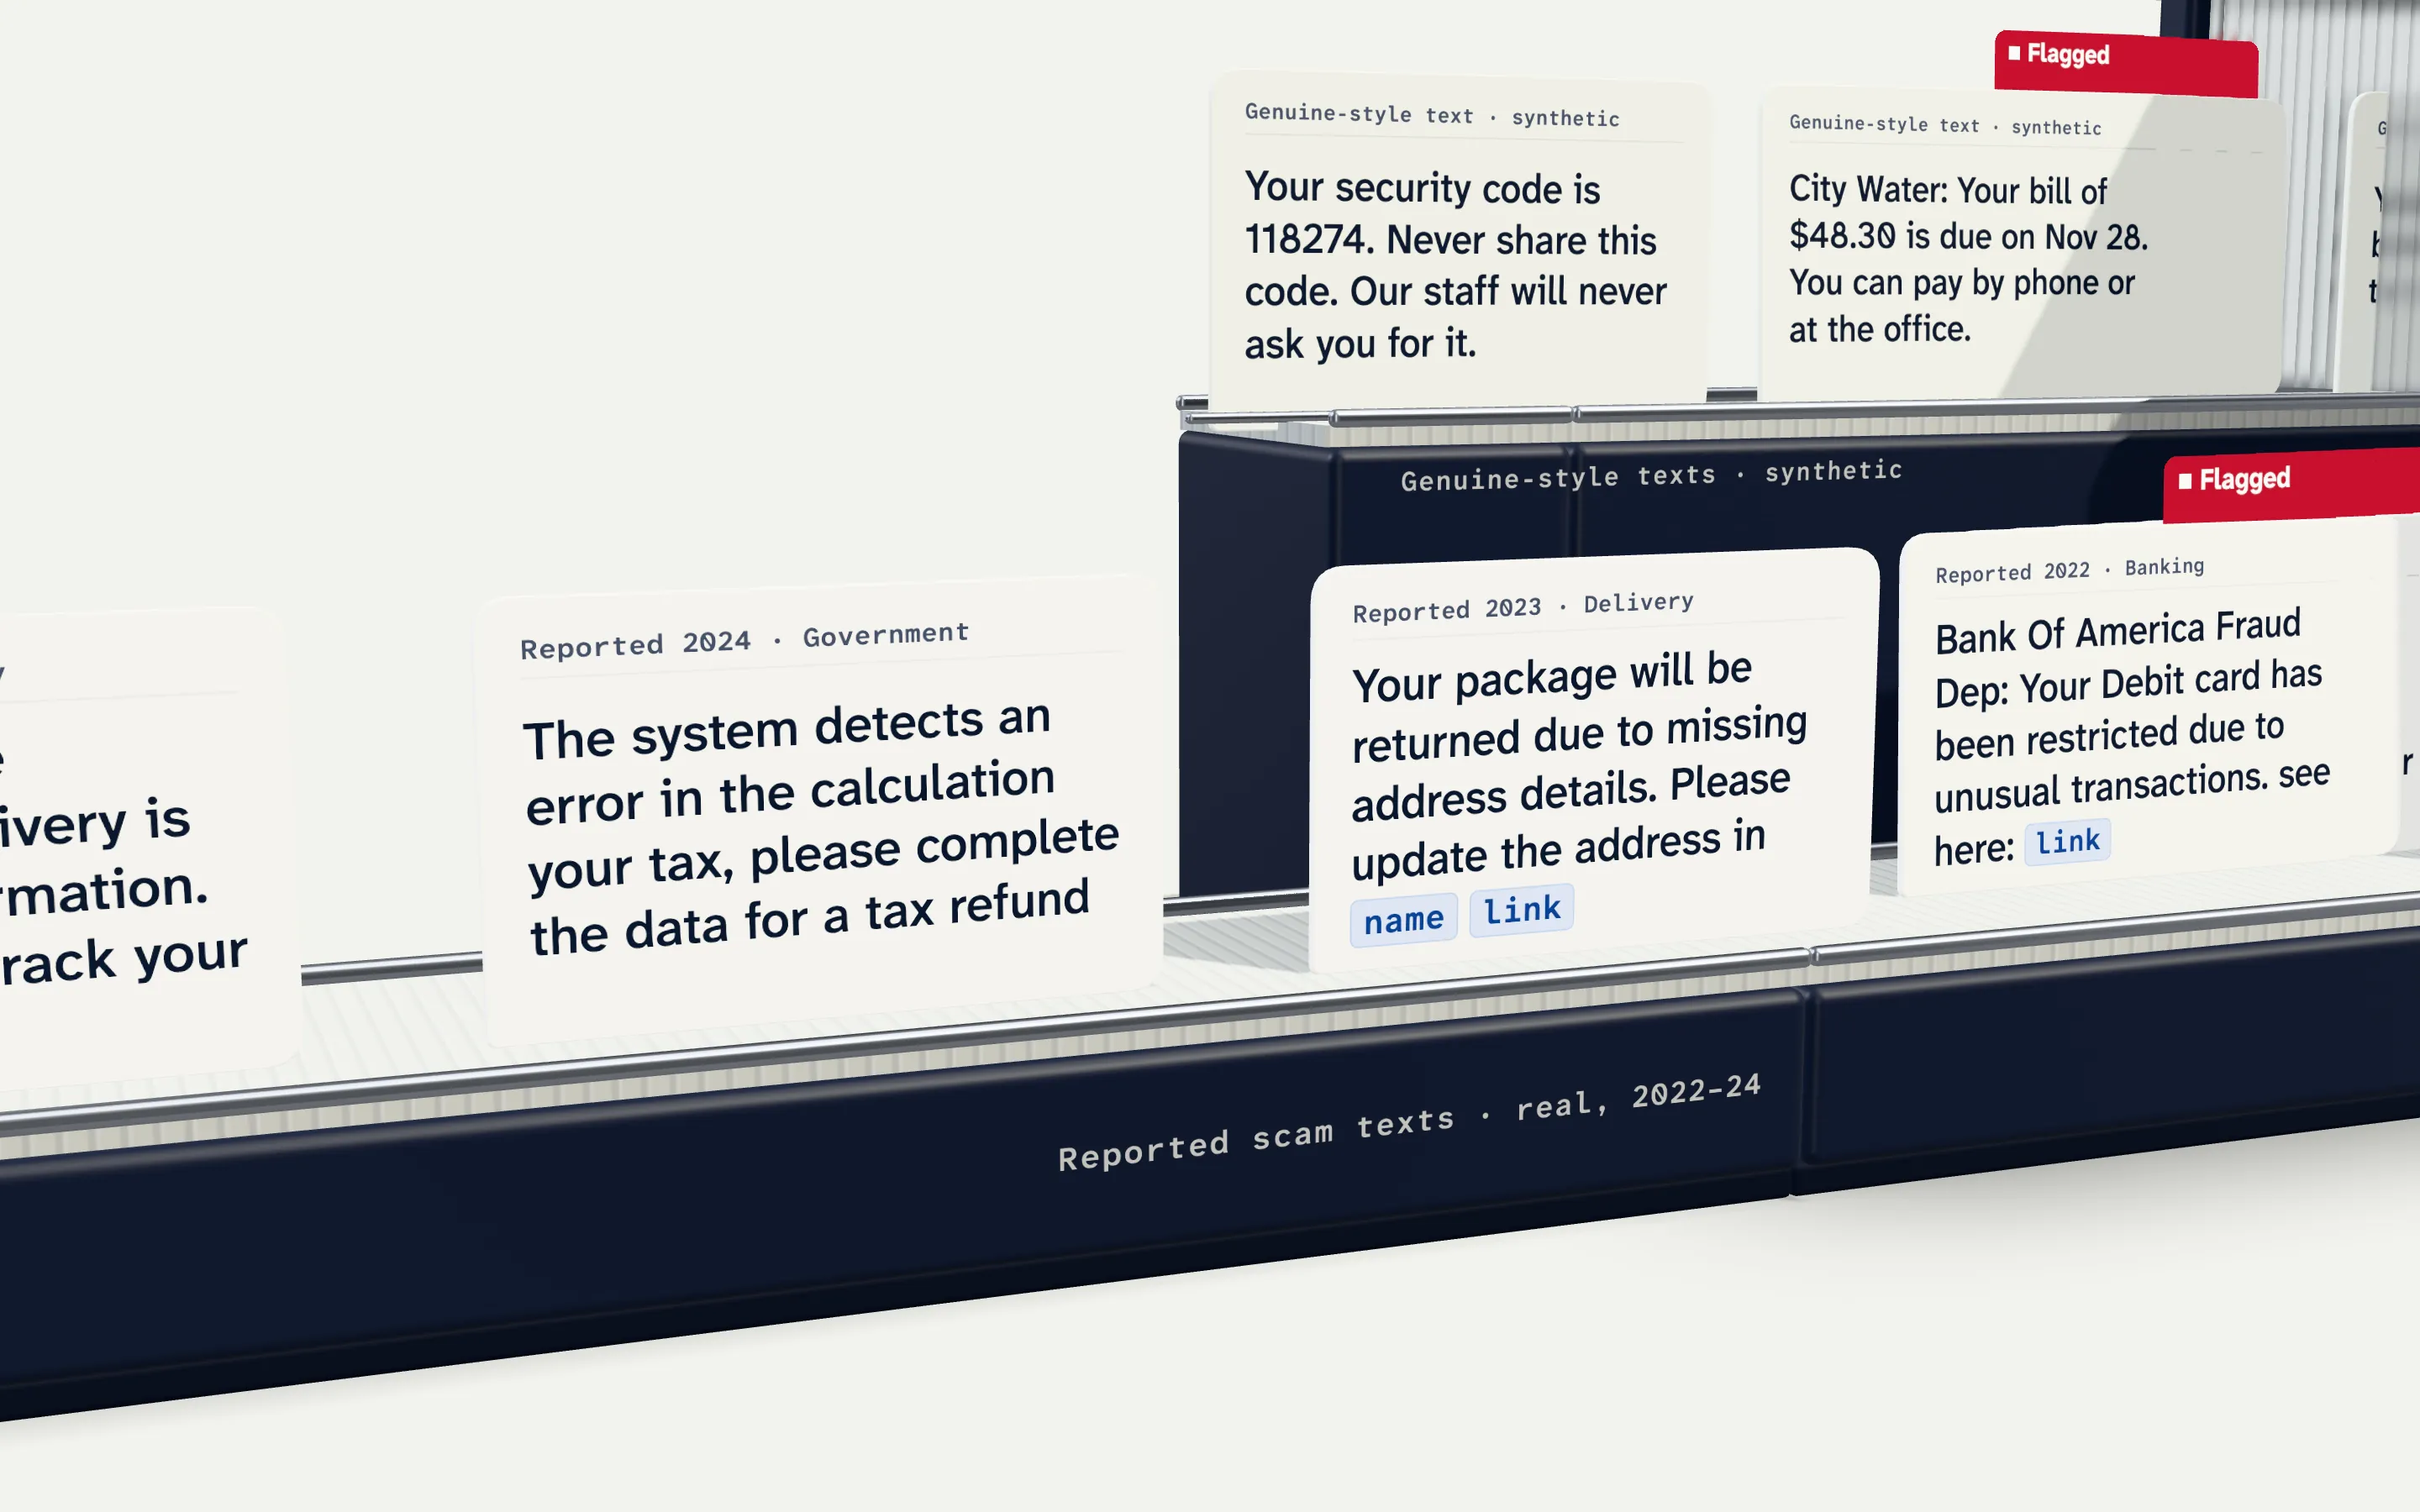 Flagged
Genuine-style text · synthetic
Your security code is
118274. Never share this
code. Our staff will never
ask you for it.
Genuine-style text · synthetic
City Water: Your bill of
$48.30 is due on Nov 28.
You can pay by phone or
at the office.
Genuine-style texts · synthetic
Flagged
ivery is
rmation.
rack your
Reported 2024 · Government
The system detects an
error in the calculation
your tax, please complete
the data for a tax refund
Reported 2023 · Delivery
Your package will be
returned due to missing
address details. Please
update the address in
name link
Reported 2022 · Banking
Bank Of America Fraud
Dep: Your Debit card has
been restricted due to
unusual transactions. see
here: link
Reported scam texts · real, 2022–24